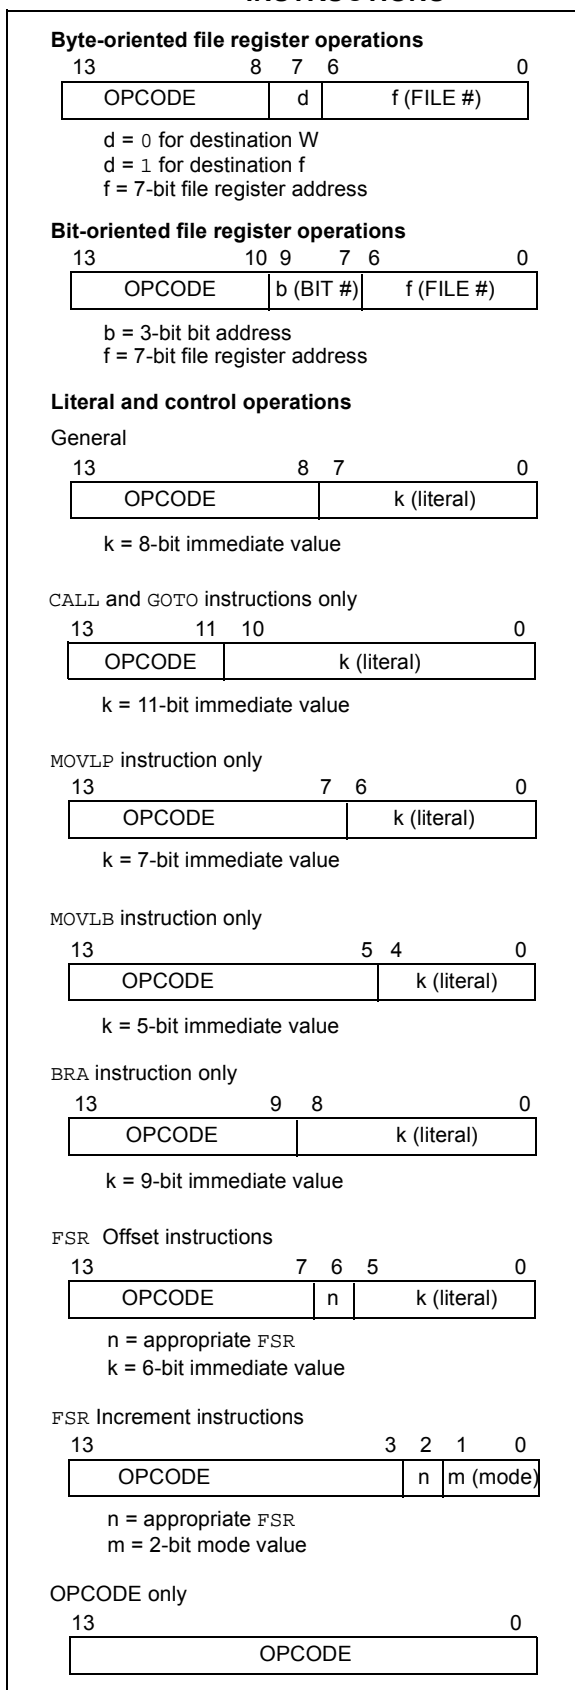 Byte-oriented file register operations
13 8 7 6 0
OPCODE d f (FILE #)
d = 0 for destination W
d = 1 for destination f
f = 7-bit file register address
Bit-oriented file register operations
13 10 9 7 6 0
OPCODE b (BIT #) f (FILE #)
b = 3-bit bit address
f = 7-bit file register address
Literal and control operations
General
13 8 7 0
OPCODE k (literal)
k = 8-bit immediate value
CALL and GOTO instructions only
13 11 10 0
OPCODE k (literal)
k = 11-bit immediate value
MOVLP instruction only
13 7 6 0
OPCODE k (literal)
k = 7-bit immediate value
MOVLB instruction only
13 5 4 0
OPCODE k (literal)
k = 5-bit immediate value
BRA instruction only
13 9 8 0
OPCODE k (literal)
k = 9-bit immediate value
FSR Offset instructions
13 7 6 5 0
OPCODE n k (literal)
n = appropriate FSR
k = 6-bit immediate value
FSR Increment instructions
13 3 2 1 0
OPCODE n m (mode)
n = appropriate FSR
m = 2-bit mode value
OPCODE only
13 0
OPCODE